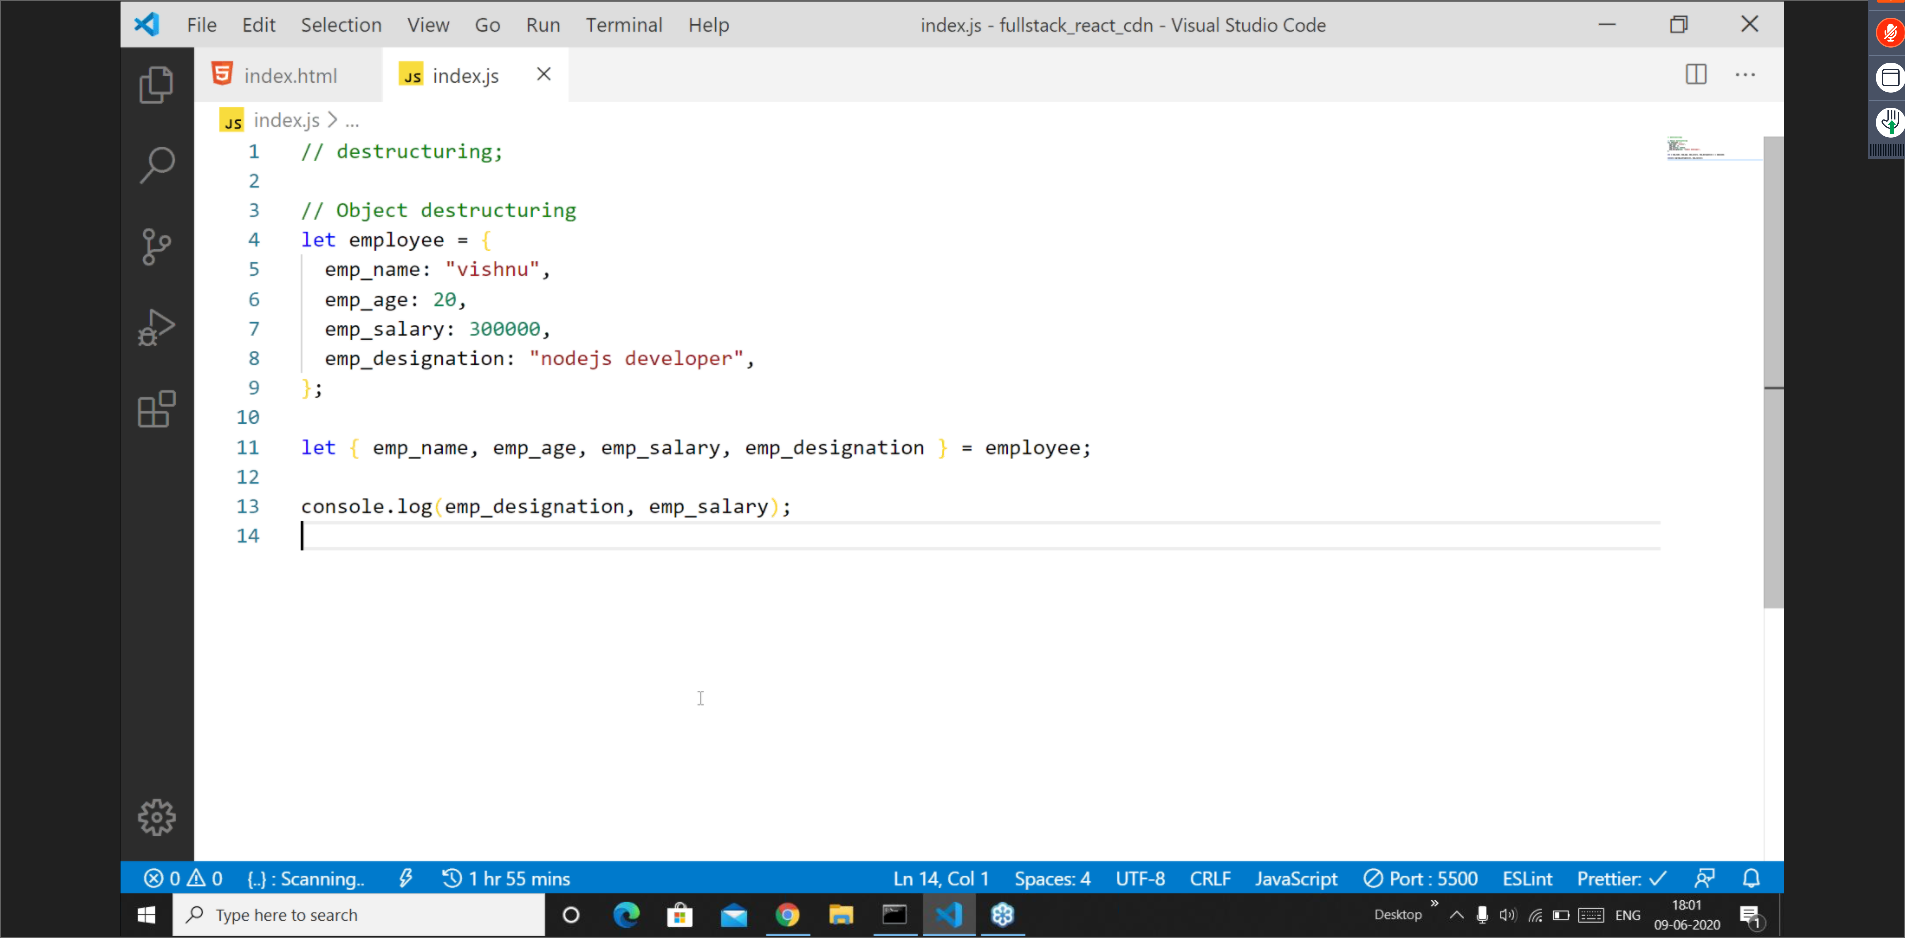 File Edit Selection View Go Run Terminal Help index.js - fullstack_react_cdn - Visual Studio Code
index.html JS index.js
JS index.js > ...
1 // destructuring;
2
3 // Object destructuring
4 let employee = {
5 emp_name: "vishnu",
6 emp_age: 20,
7 emp_salary: 300000,
8 emp_designation: "nodejs developer",
9 };
10
11 let { emp_name, emp_age, emp_salary, emp_designation } = employee;
12
13 console.log(emp_designation, emp_salary);
14
0 0 {..} : Scanning.. 1 hr 55 mins Ln 14, Col 1 Spaces: 4 UTF-8 CRLF JavaScript Port : 5500 ESLint Prettier: ✓
Type here to search Desktop » ENG 18:01
09-06-2020 1